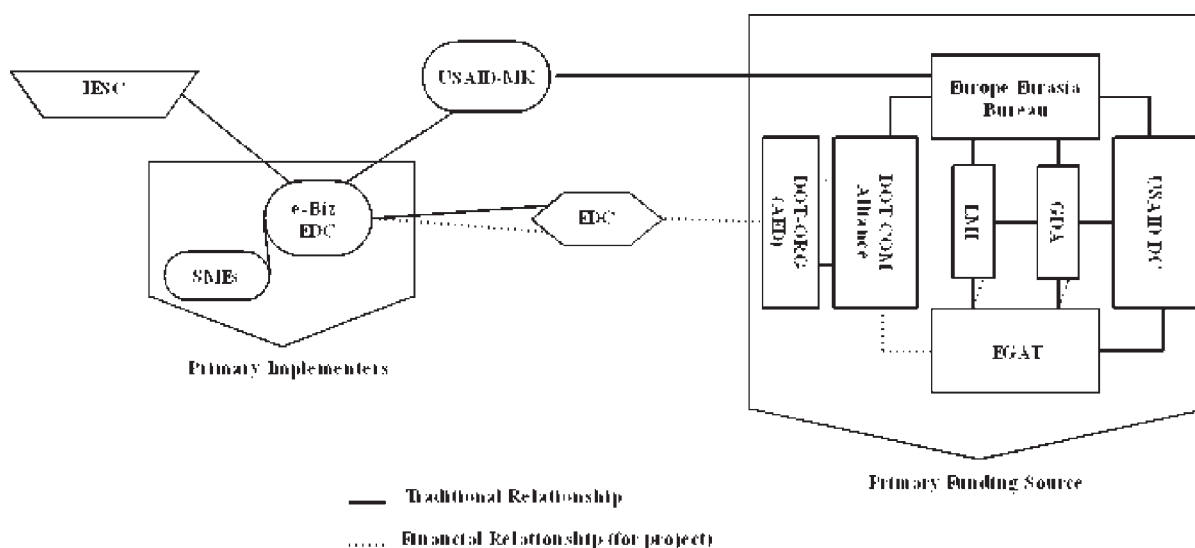 IESC
USAID-MK
Europe Eurasia
Bureau
e-Biz
EDC
SMEs
EDC
DOT-ORG
(AED)
DOT-COM
Alliance
LMI
GDA
USAID DC
EGAT
Primary Implementers
Primary Funding Source
Traditional Relationship
Financial Relationship (for project)